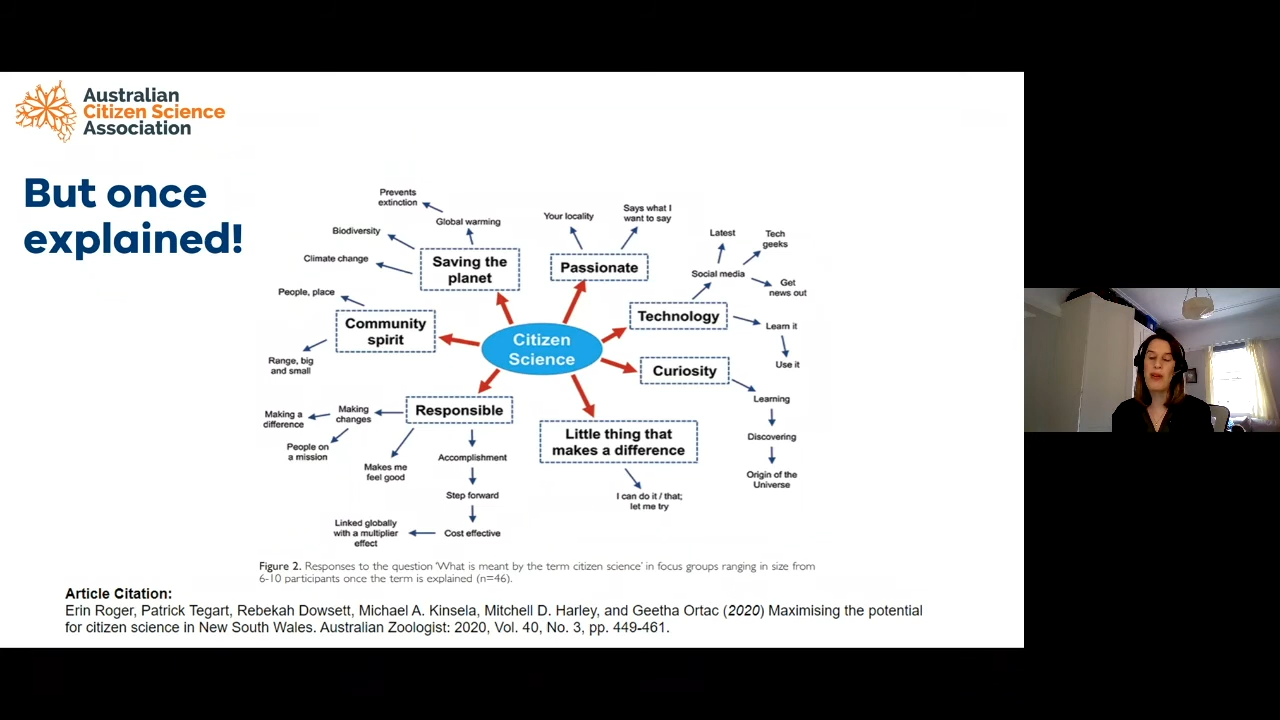 Australian
Citizen Science
Association
But once
explained!
Prevents
extinction
Global warming
Biodiversity
Climate change
Saving the
planet
Your locality
Says what I
want to say
Passionate
Latest
Tech
geeks
Social media
Get
news out
Technology
Learn it
Use it
People, place
Community
spirit
Range, big
and small
Citizen
Science
Curiosity
Learning
Discovering
Origin of the
Universe
Responsible
Making
changes
Making a
difference
People on
a mission
Makes me
feel good
Accomplishment
Step forward
Cost effective
Linked globally
with a multiplier
effect
Little thing that
makes a difference
I can do it / that;
let me try
Figure 2. Responses to the question 'What is meant by the term citizen science' in focus groups ranging in size from
6-10 participants once the term is explained (n=46).
Article Citation:
Erin Roger, Patrick Tegart, Rebekah Dowsett, Michael A. Kinsela, Mitchell D. Harley, and Geetha Ortac (2020) Maximising the potential
for citizen science in New South Wales. Australian Zoologist: 2020, Vol. 40, No. 3, pp. 449-461.